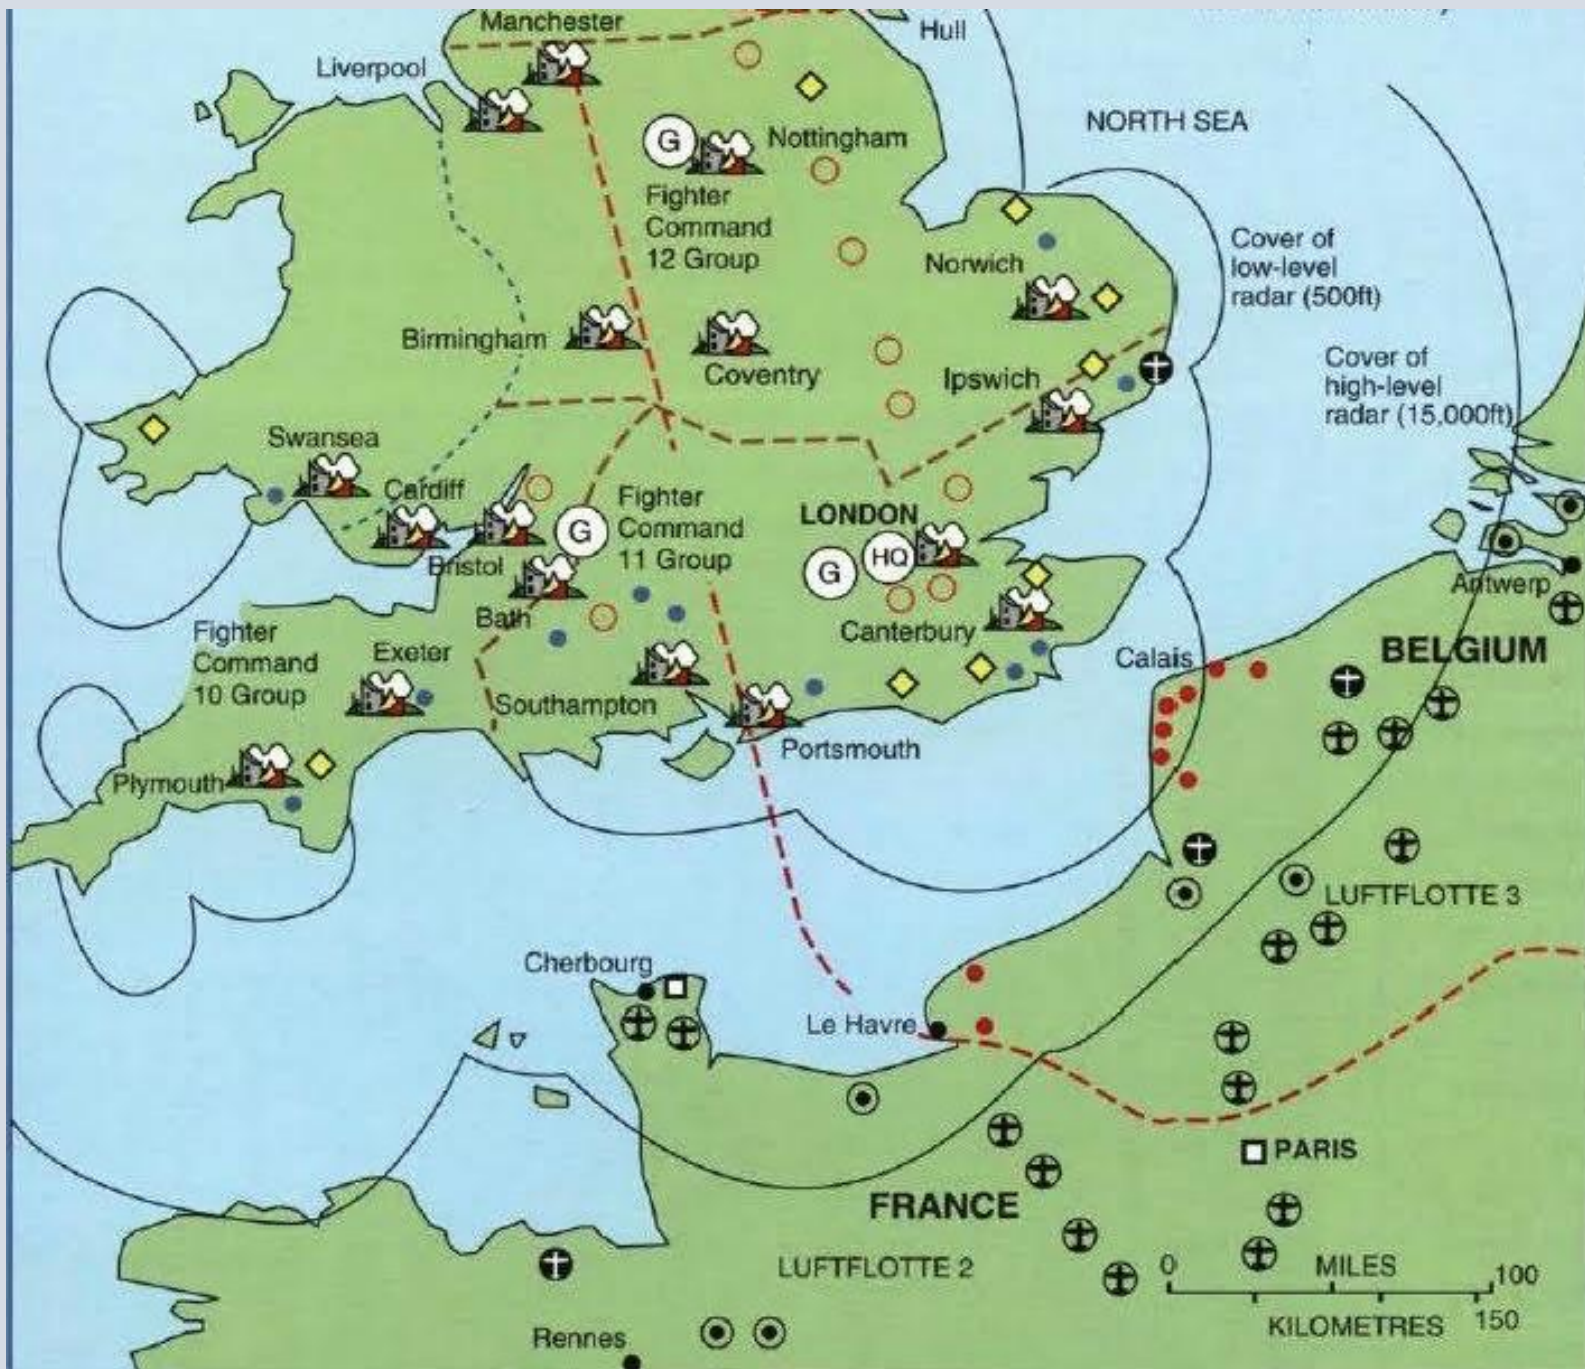 Manchester
Hull
Liverpool
NORTH SEA
G
Nottingham
Fighter
Command
12 Group
Norwich
Cover of
low-level
radar (500ft)
Birmingham
Coventry
Ipswich
Cover of
high-level
radar (15,000ft)
Swansea
Cardiff
Fighter
Command
11 Group
LONDON
G
HQ
G
Bristol
Bath
Antwerp
Fighter
Command
10 Group
Exeter
Canterbury
Calais
BELGIUM
Southampton
Portsmouth
Plymouth
LUFTFLOTTE 3
Cherbourg
Le Havre
PARIS
FRANCE
LUFTFLOTTE 2
0 MILES 100
KILOMETRES 150
Rennes